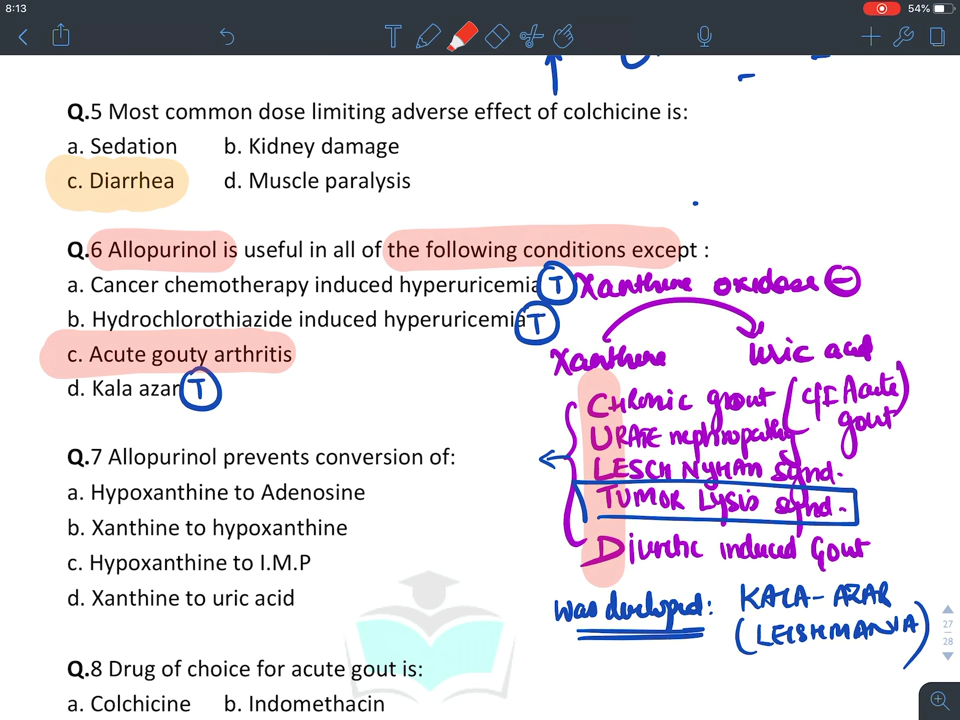 8:13
54%
T
Q.5 Most common dose limiting adverse effect of colchicine is:
a. Sedation b. Kidney damage
c. Diarrhea d. Muscle paralysis
Q.6 Allopurinol is useful in all of the following conditions except :
a. Cancer chemotherapy induced hyperuricemia T
b. Hydrochlorothiazide induced hyperuricemia T
c. Acute gouty arthritis
d. Kala azar T
Xanthine oxidase
Xanthine Uric acid
CHRonic gout (CI Acute gout)
URATE nephropathy
LESCH NYHAN synd.
TUMOR LYSIS synd.
Diuretic induced Gout
was developed: KALA-AZAR
(LEISHMANIA)
Q.7 Allopurinol prevents conversion of:
a. Hypoxanthine to Adenosine
b. Xanthine to hypoxanthine
c. Hypoxanthine to I.M.P
d. Xanthine to uric acid
27
28
Q.8 Drug of choice for acute gout is:
a. Colchicine b. Indomethacin